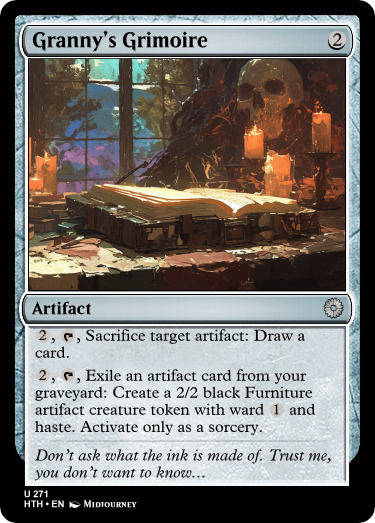 Granny's Grimoire 2
Artifact
2, T, Sacrifice target artifact: Draw a
card.
2, T, Exile an artifact card from your
graveyard: Create a 2/2 black Furniture
artifact creature token with ward 1 and
haste. Activate only as a sorcery.
Don't ask what the ink is made of. Trust me,
you don't want to know...
U 271
HTH • EN Midjourney